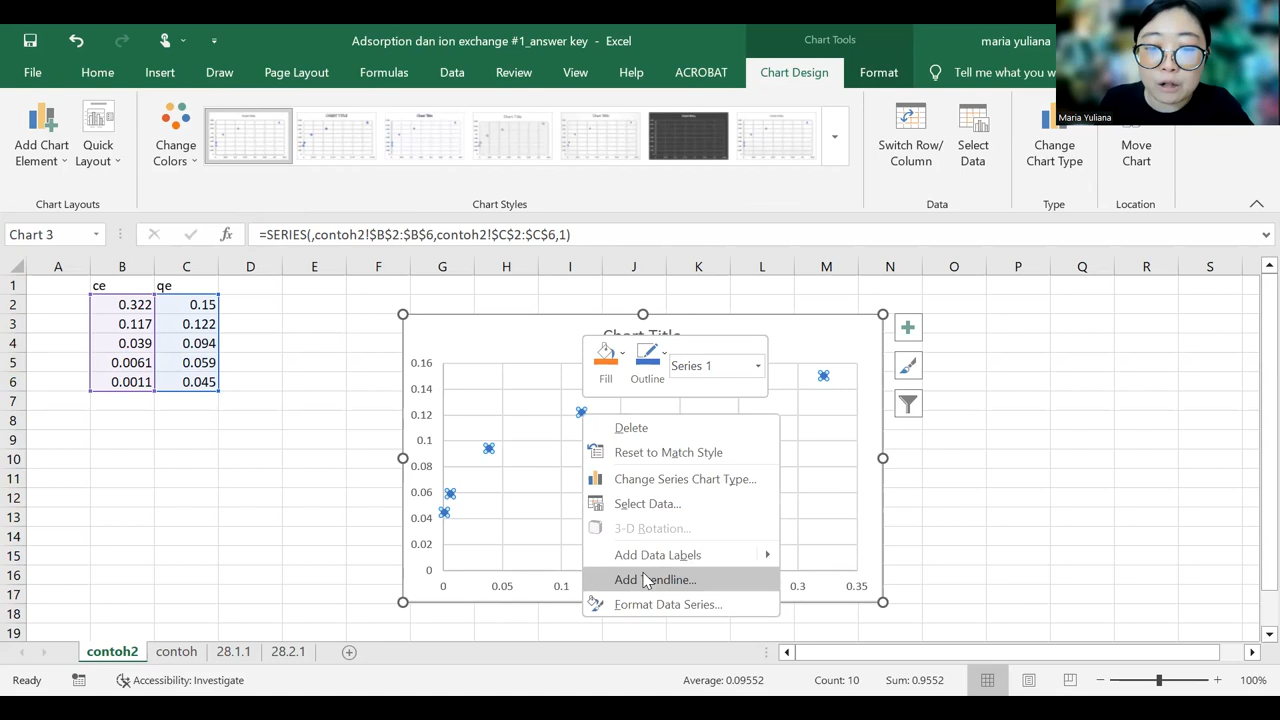 Adsorption dan ion exchange #1_answer key - Excel
Chart Tools
maria yuliana
File Home Insert Draw Page Layout Formulas Data Review View Help ACROBAT Chart Design Format Tell me what you
Maria Yuliana
Add Chart Element
Quick Layout
Change Colors
Switch Row/ Column
Select Data
Change Chart Type
Move Chart
Chart Layouts
Chart Styles
Data
Type
Location
Chart 3
fx
=SERIES(,contoh2!$B$2:$B$6,contoh2!$C$2:$C$6,1)
A B C D E F G H I J K L M N O P Q R S
1 ce qe
2 0.322 0.15
3 0.117 0.122
4 0.039 0.094
5 0.0061 0.059
6 0.0011 0.045
7
8
9
10
11
12
13
14
15
16
17
18
19
Series 1
Fill
Outline
0.16
0.14
0.12
0.1
0.08
0.06
0.04
0.02
0
0 0.05 0.1 0.3 0.35
Delete
Reset to Match Style
Change Series Chart Type...
Select Data...
3-D Rotation...
Add Data Labels
Format Data Series...
contoh2 contoh 28.1.1 28.2.1
Ready
Accessibility: Investigate
Average: 0.09552
Count: 10
Sum: 0.9552
100%